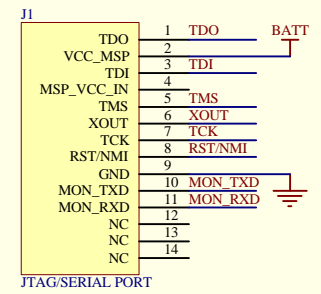 J1
TDO 1 TDO BATT
VCC_MSP 2
TDI 3 TDI
MSP_VCC_IN 4
TMS 5 TMS
XOUT 6 XOUT
TCK 7 TCK
RST/NMI 8 RST/NMI
GND 9
MON_TXD 10 MON_TXD
MON_RXD 11 MON_RXD
NC 12
NC 13
NC 14
JTAG/SERIAL PORT